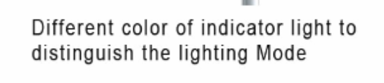 Different color of indicator light to
distinguish the lighting Mode